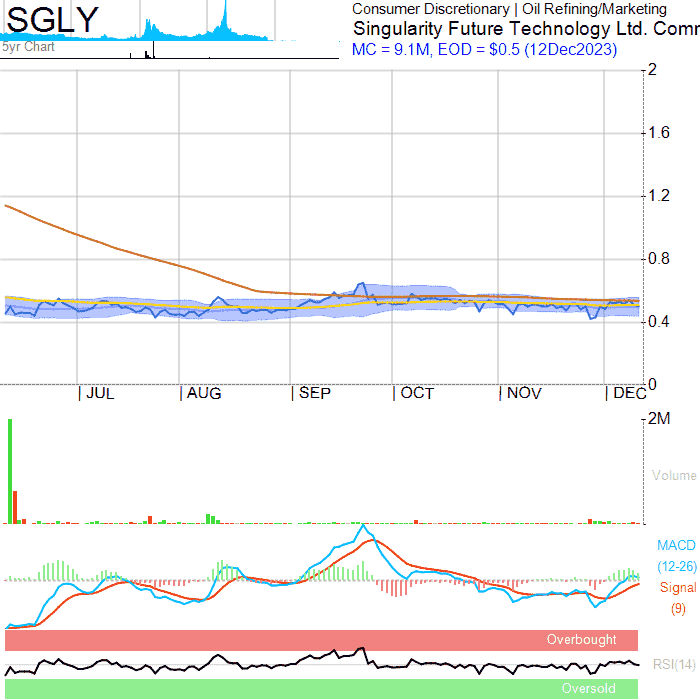 SGLY
5yr Chart
Consumer Discretionary | Oil Refining/Marketing
Singularity Future Technology Ltd. Comm
MC = 9.1M, EOD = $0.5 (12Dec2023)
2
1.6
1.2
0.8
0.4
0
JUL AUG SEP OCT NOV DEC
2M
Volume
MACD
(12-26)
Signal
(9)
Overbought
RSI(14)
Oversold